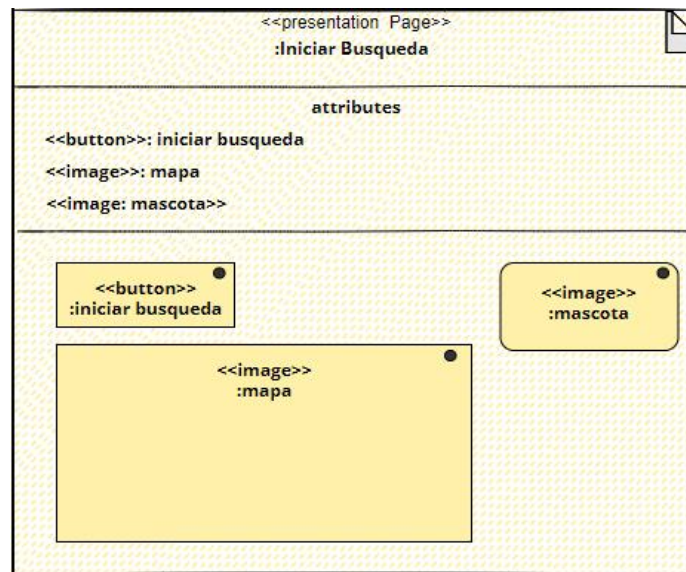 <<presentation Page>>
:Iniciar Busqueda
attributes
<<button>>: iniciar busqueda
<<image>>: mapa
<<image: mascota>>
<<button>>
:iniciar busqueda
<<image>>
:mascota
<<image>>
:mapa